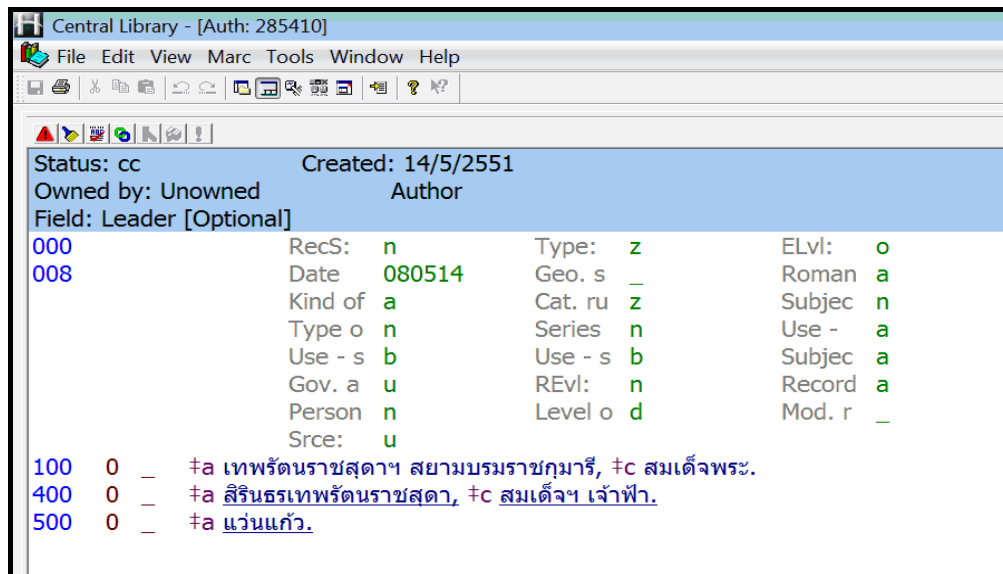 Central Library - [Auth: 285410]
File Edit View Marc Tools Window Help
Status: cc Created: 14/5/2551
Owned by: Unowned Author
Field: Leader [Optional]
000 RecS: n Type: z ELvl: o
008 Date 080514 Geo. s _ Roman a
Kind of a Cat. ru z Subjec n
Type o n Series n Use - a
Use - s b Use - s b Subjec a
Gov. a u REvl: n Record a
Person n Level o d Mod. r _
Srce: u
100 0 _ ‡a เทพรัตนราชสุดาฯ สยามบรมราชกุมารี, ‡c สมเด็จพระ.
400 0 _ ‡a สิรินธรเทพรัตนราชสุดา, ‡c สมเด็จฯ เจ้าฟ้า.
500 0 _ ‡a แว่นแก้ว.